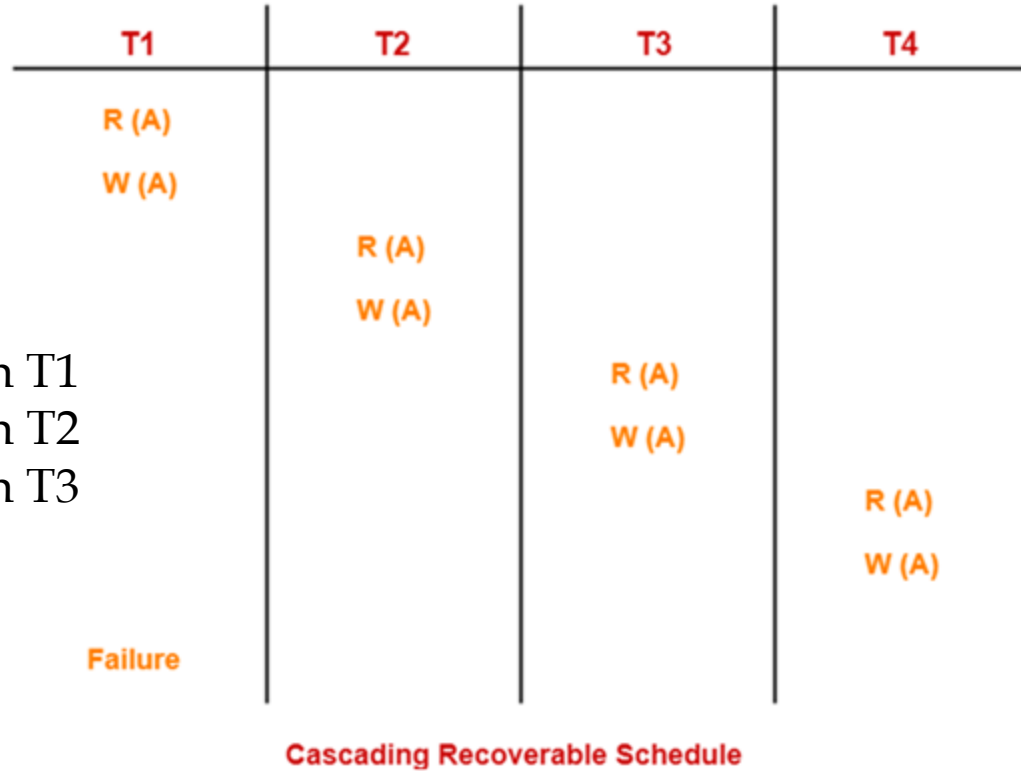 T1 T2 T3 T4
R (A)
W (A)
R (A)
W (A)
T1
R (A)
W (A)
T2
T3
R (A)
W (A)
Failure
Cascading Recoverable Schedule